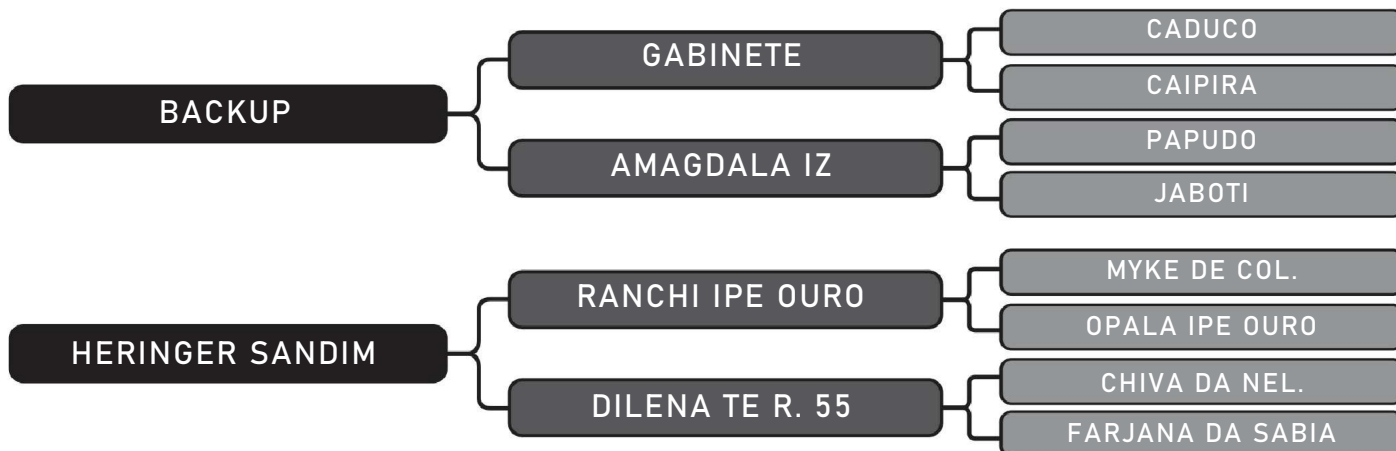 BACKUP
GABINETE
CADUCO
CAIPIRA
AMAGDALA IZ
PAPUDO
JABOTI
HERINGER SANDIM
RANCHI IPE OURO
MYKE DE COL.
OPALA IPE OURO
DILENA TE R. 55
CHIVA DA NEL.
FARJANA DA SABIA